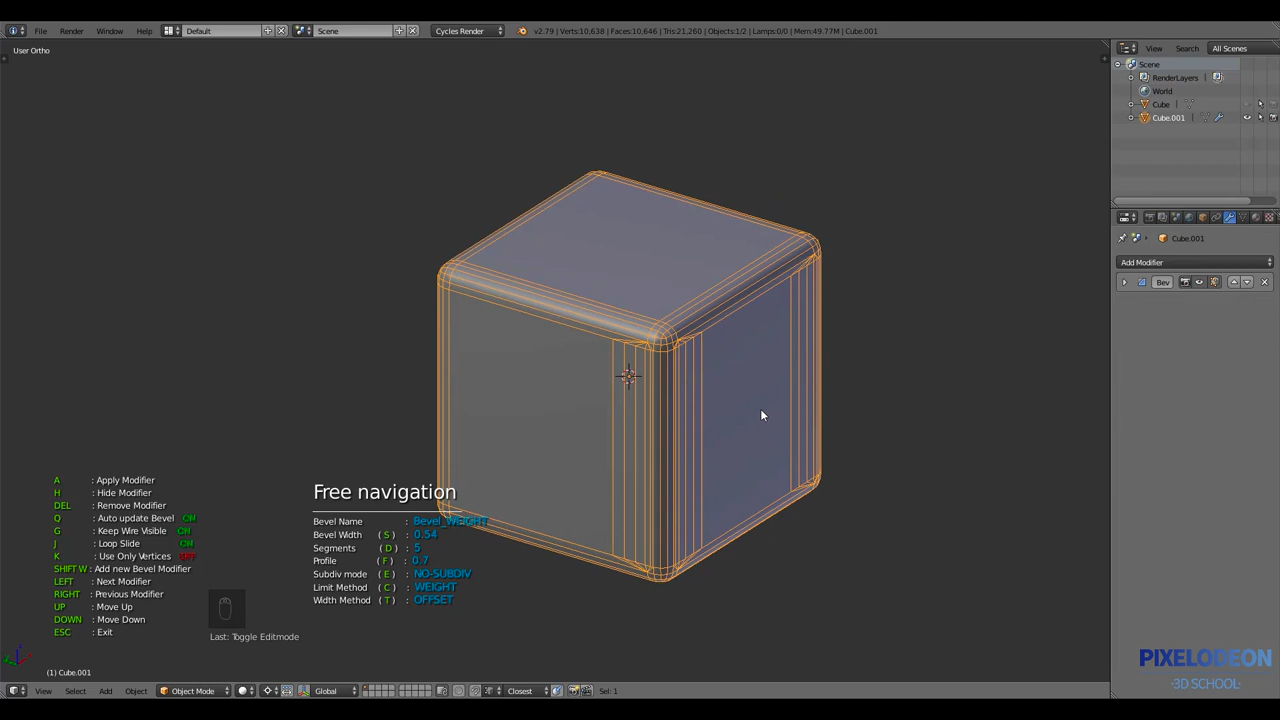 File Render Window Help Default Scene Cycles Render v2.79 | Verts:10,638 | Faces:10,646 | Tris:21,260 | Objects:1/2 | Lamps:0/0 | Mem:49.77M | Cube.001
User Ortho
View Search All Scenes
Scene
RenderLayers
World
Cube
Cube.001
Cube.001
Add Modifier
Bev
A : Apply Modifier
H : Hide Modifier
DEL : Remove Modifier
Q : Auto update Bevel ON
G : Keep Wire Visible ON
J : Loop Slide ON
K : Use Only Vertices OFF
SHIFT W : Add new Bevel Modifier
LEFT : Next Modifier
RIGHT : Previous Modifier
UP : Move Up
DOWN : Move Down
ESC : Exit
Free navigation
Bevel Name : Bevel_WEIGHT
Bevel Width ( S ) : 0.54
Segments ( D ) : 5
Profile ( F ) : 0.7
Subdiv mode ( E ) : NO-SUBDIV
Limit Method ( C ) : WEIGHT
Width Method ( T ) : OFFSET
Last: Toggle Editmode
(1) Cube.001
PIXELODEON
·3D SCHOOL·
View Select Add Object Object Mode Global Closest Sel: 1